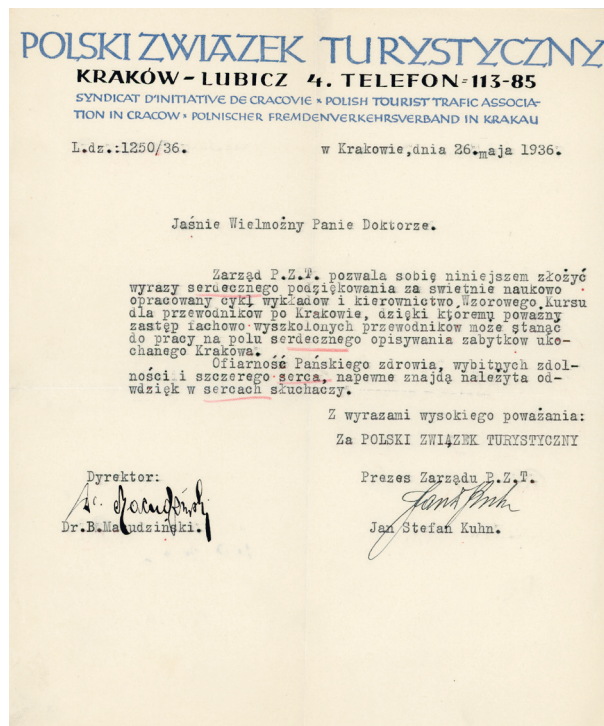 POLSKI ZWIĄZEK TURYSTYCZNY
KRAKÓW - LUBICZ 4. TELEFON=113-85
SYNDICAT D'INITIATIVE DE CRACOVIE × POLISH TOURIST TRAFIC ASSOCIA-
TION IN CRACOW × POLNISCHER FREMDENVERKEHRSVERBAND IN KRAKAU
L.dz.:1250/36.
w Krakowie,dnia 26.maja 1936.
Jaśnie Wielmożny Panie Doktorze.
Zarząd P.Z.T. pozwala sobię niniejszem złożyć
wyrazy serdecznego podziękowania za świetnie naukowo
opracowany cykl wykładów i kierownictwo Wzorowego Kursu
dla przewodników po Krakowie, dzięki któremu poważny
zastęp fachowo wyszkolonych przewodników może stanąć
do pracy na polu serdecznego opisywania zabytków uko-
chanego Krakowa.
Ofiarność Pańskiego zdrowia, wybitnych zdol-
ności i szczerego serca, napewne znajdą należyta od-
wdzięk w sercach słuchaczy.
Z wyrazami wysokiego poważania:
Za POLSKI ZWIĄZEK TURYSTYCZNY
Dyrektor:
Prezes Zarządu P.Z.T.
Dr.B.Macudziński.
Jan Stefan Kuhn.